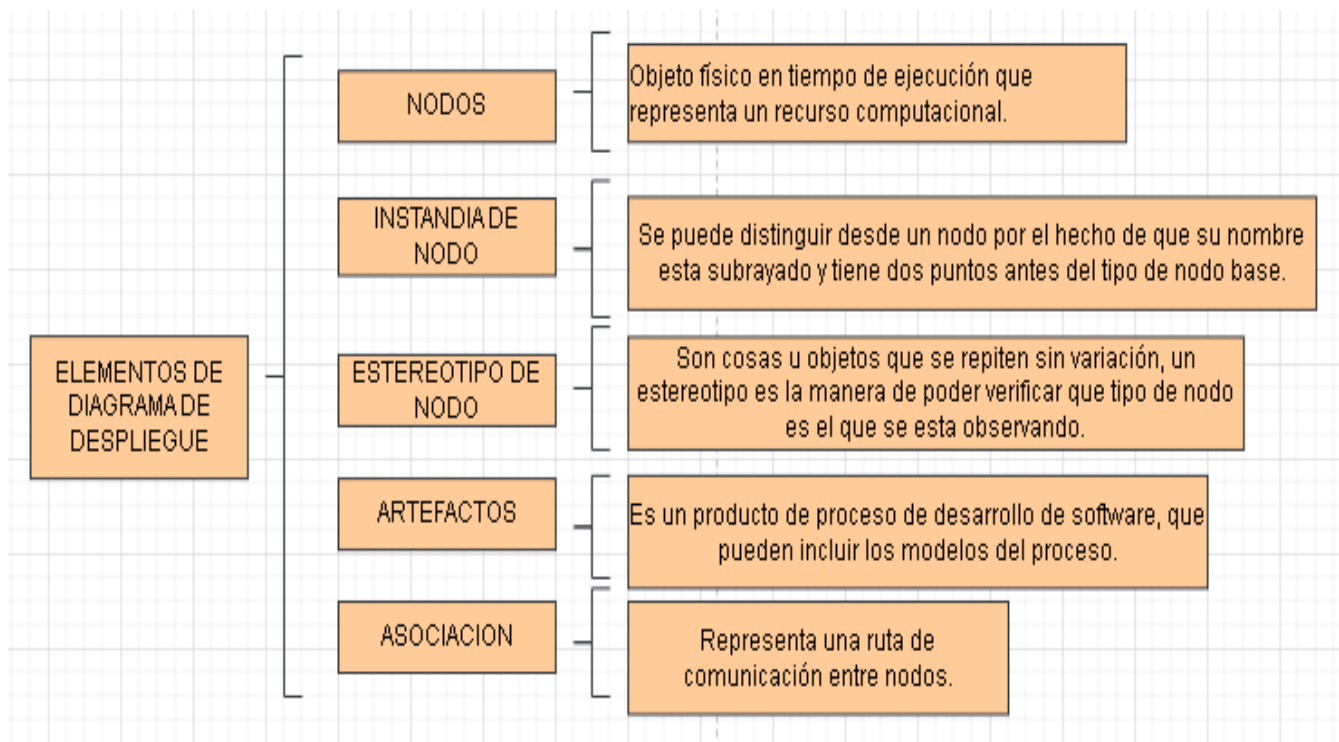 NODOS
Objeto físico en tiempo de ejecución que
representa un recurso computacional.
INSTANDIA DE
NODO
Se puede distinguir desde un nodo por el hecho de que su nombre
esta subrayado y tiene dos puntos antes del tipo de nodo base.
ELEMENTOS DE
DIAGRAMA DE
DESPLIEGUE
ESTEREOTIPO DE
NODO
Son cosas u objetos que se repiten sin variación, un
estereotipo es la manera de poder verificar que tipo de nodo
es el que se esta observando.
ARTEFACTOS
Es un producto de proceso de desarrollo de software, que
pueden incluir los modelos del proceso.
ASOCIACION
Representa una ruta de
comunicación entre nodos.